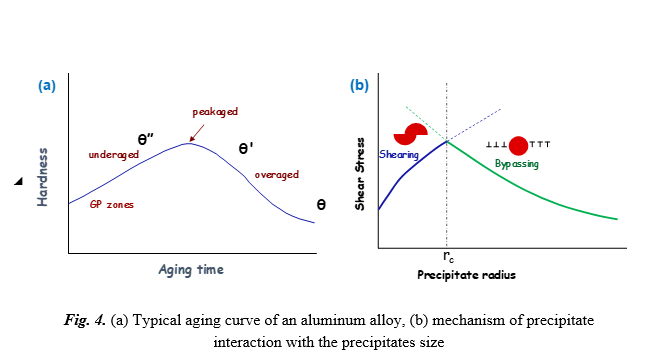 (a)
peakaged
θ″
underaged
θ'
overaged
GP zones
θ
Hardness
Aging time
(b)
Shearing
⊥⊥⊥ TTT
Bypassing
Shear Stress
rc
Precipitate radius
Fig. 4. (a) Typical aging curve of an aluminum alloy, (b) mechanism of precipitate
interaction with the precipitates size